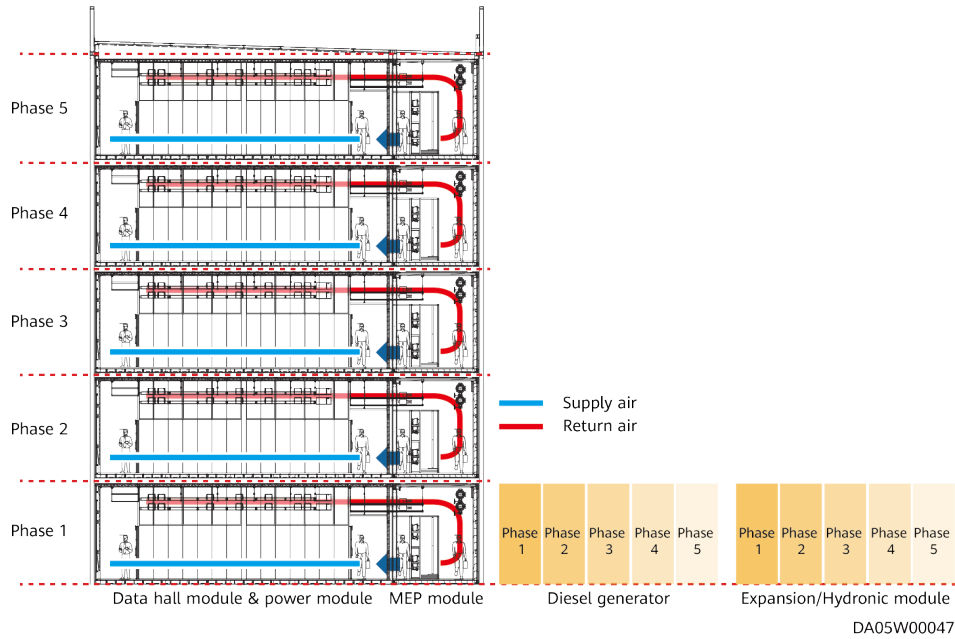 Phase 5
Phase 4
Phase 3
Phase 2
Supply air
Return air
Phase 1
Phase 1
Phase 2
Phase 3
Phase 4
Phase 5
Phase 1
Phase 2
Phase 3
Phase 4
Phase 5
Data hall module & power module
MEP module
Diesel generator
Expansion/Hydronic module
DA05W00047